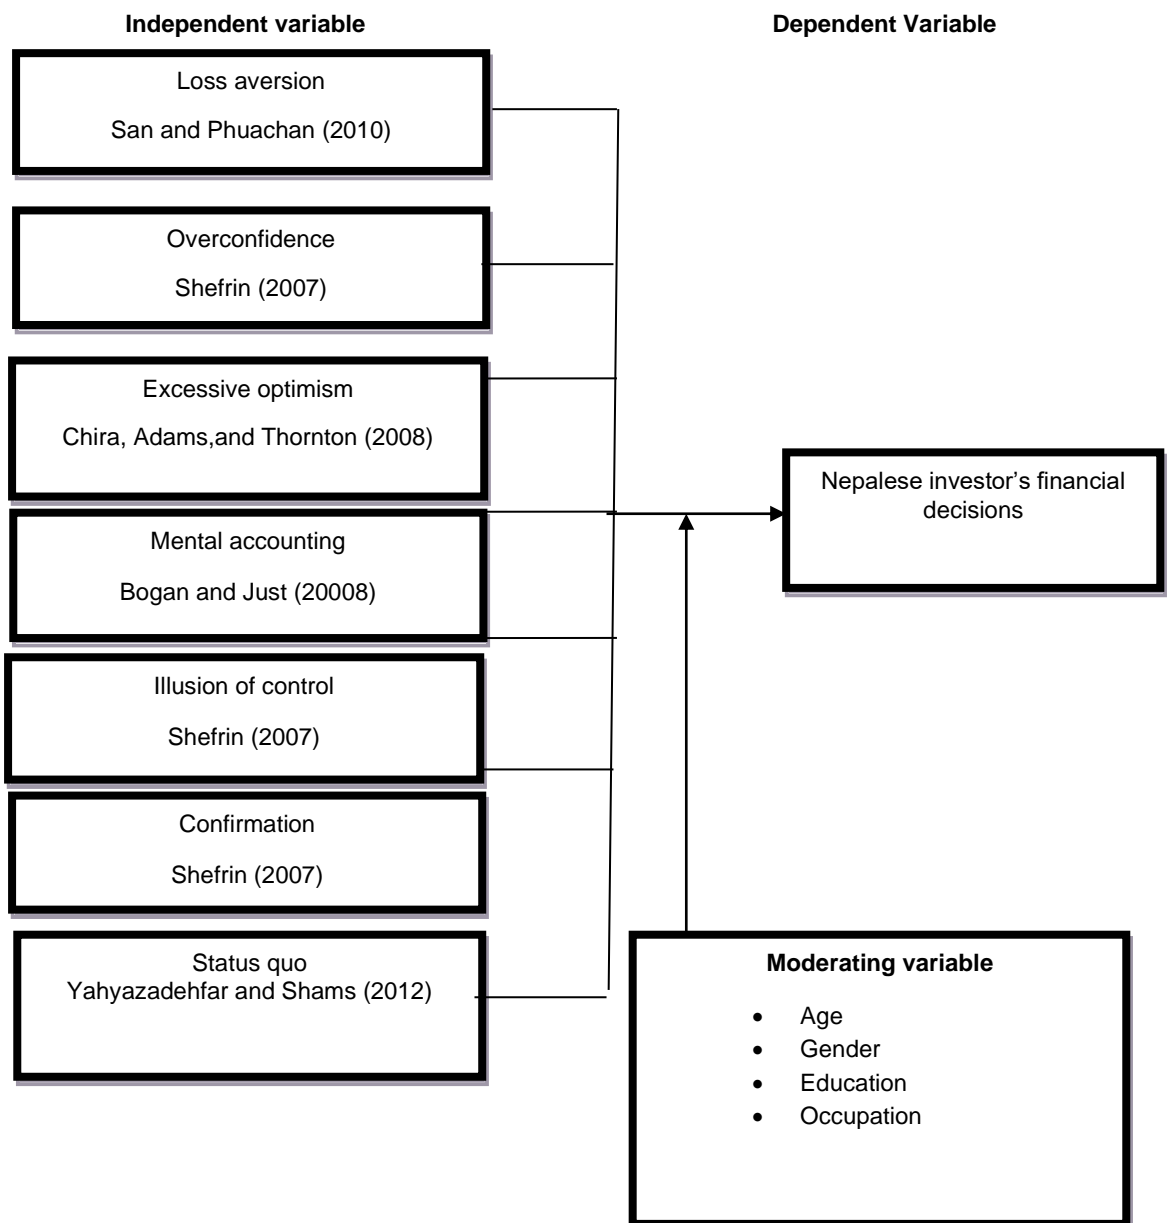 Independent variable
Dependent Variable
Loss aversion
San and Phuachan (2010)
Overconfidence
Shefrin (2007)
Excessive optimism
Chira, Adams,and Thornton (2008)
Mental accounting
Bogan and Just (20008)
Illusion of control
Shefrin (2007)
Confirmation
Shefrin (2007)
Status quo
Yahyazadehfar and Shams (2012)
Nepalese investor’s financial
decisions
Moderating variable
• Age
• Gender
• Education
• Occupation